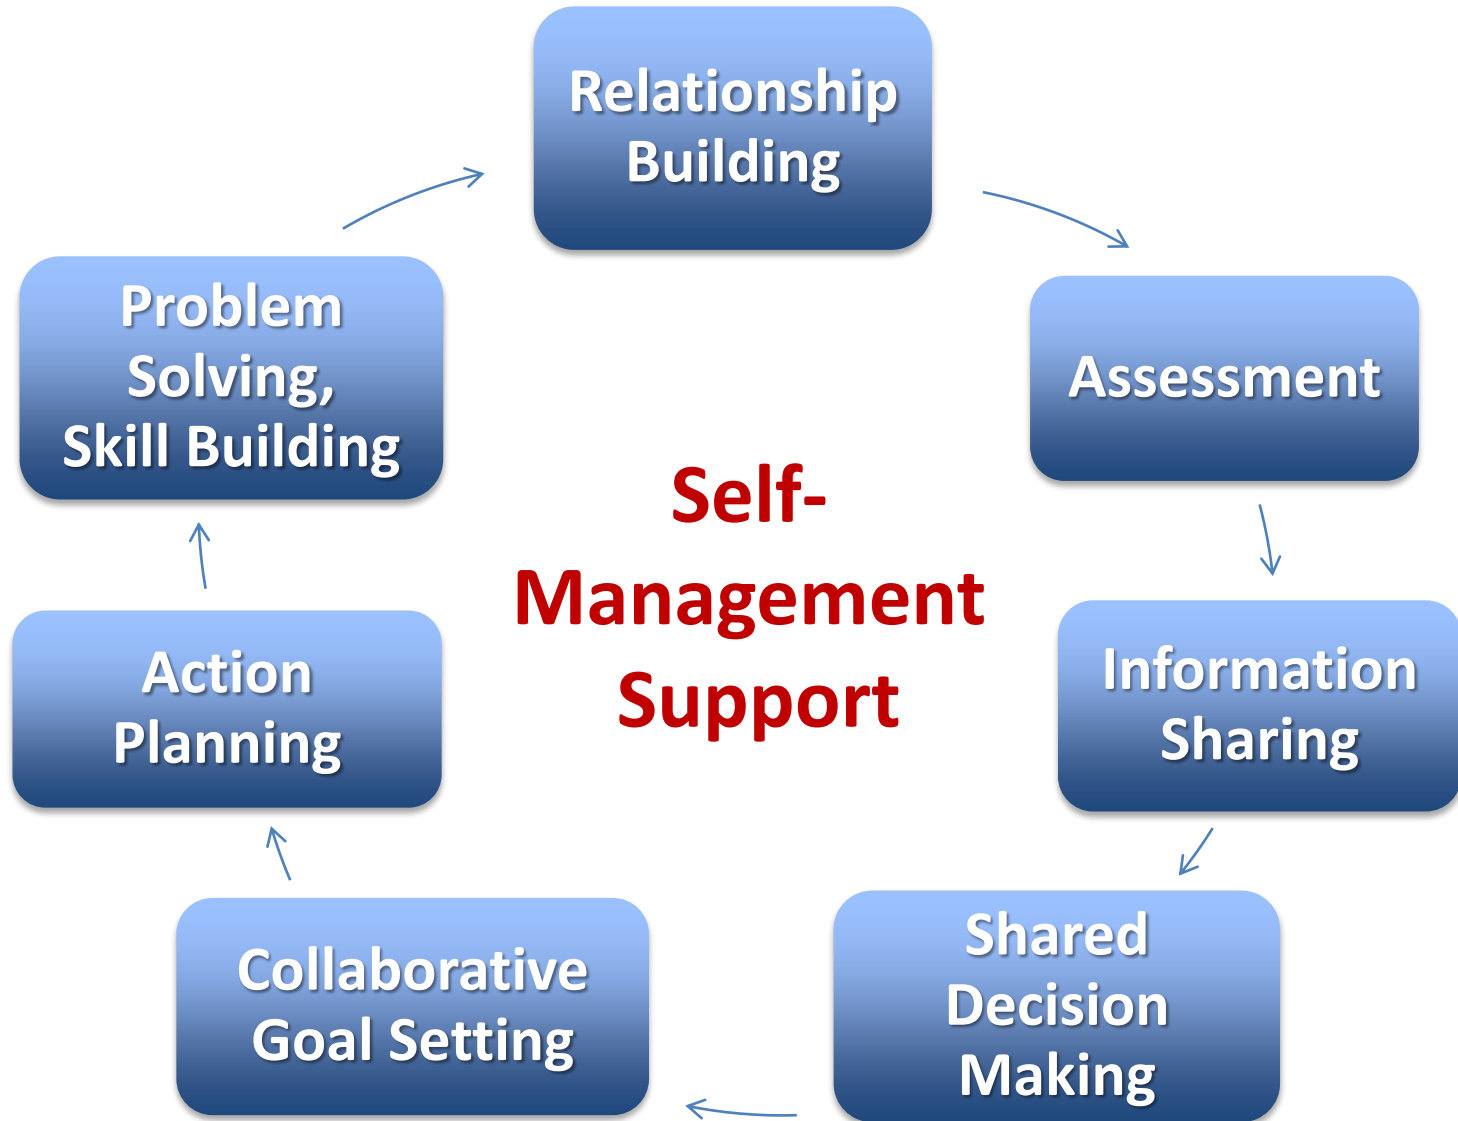 Relationship
Building
Assessment
Information
Sharing
Shared
Decision
Making
Collaborative
Goal Setting
Action
Planning
Problem
Solving,
Skill Building
Self-
Management
Support